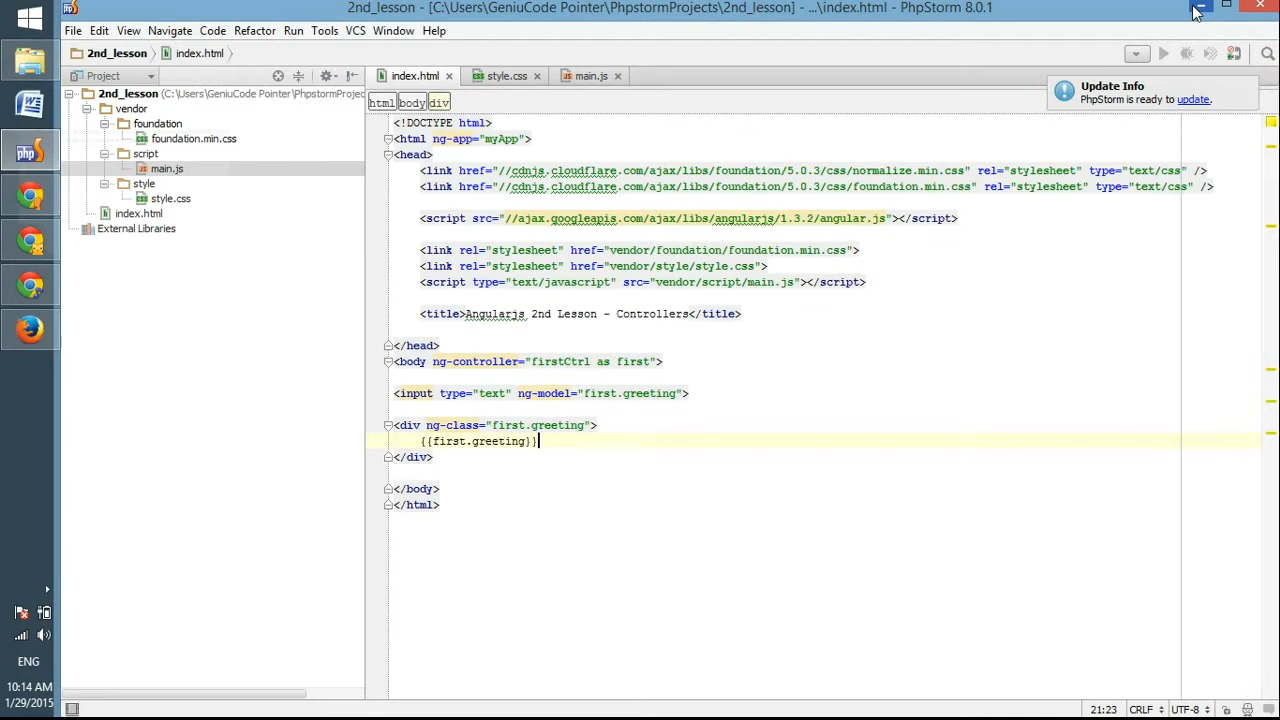 2nd_lesson - [C:\Users\GeniuCode Pointer\PhpstormProjects\2nd_lesson] - ...\index.html - PhpStorm 8.0.1
File Edit View Navigate Code Refactor Run Tools VCS Window Help
2nd_lesson index.html
Project
index.html style.css main.js
Update Info
PhpStorm is ready to update.
html body div
2nd_lesson (C:\Users\GeniuCode Pointer\PhpstormProjec
vendor
foundation
foundation.min.css
script
main.js
style
style.css
index.html
External Libraries
<!DOCTYPE html>
<html ng-app="myApp">
<head>
<link href="//cdnjs.cloudflare.com/ajax/libs/foundation/5.0.3/css/normalize.min.css" rel="stylesheet" type="text/css" />
<link href="//cdnjs.cloudflare.com/ajax/libs/foundation/5.0.3/css/foundation.min.css" rel="stylesheet" type="text/css" />
<script src="//ajax.googleapis.com/ajax/libs/angularjs/1.3.2/angular.js"></script>
<link rel="stylesheet" href="vendor/foundation/foundation.min.css">
<link rel="stylesheet" href="vendor/style/style.css">
<script type="text/javascript" src="vendor/script/main.js"></script>
<title>Angularjs 2nd Lesson - Controllers</title>
</head>
<body ng-controller="firstCtrl as first">
<input type="text" ng-model="first.greeting">
<div ng-class="first.greeting">
{{first.greeting}}
</div>
</body>
</html>
php
ENG
10:14 AM
1/29/2015
21:23 CRLF UTF-8